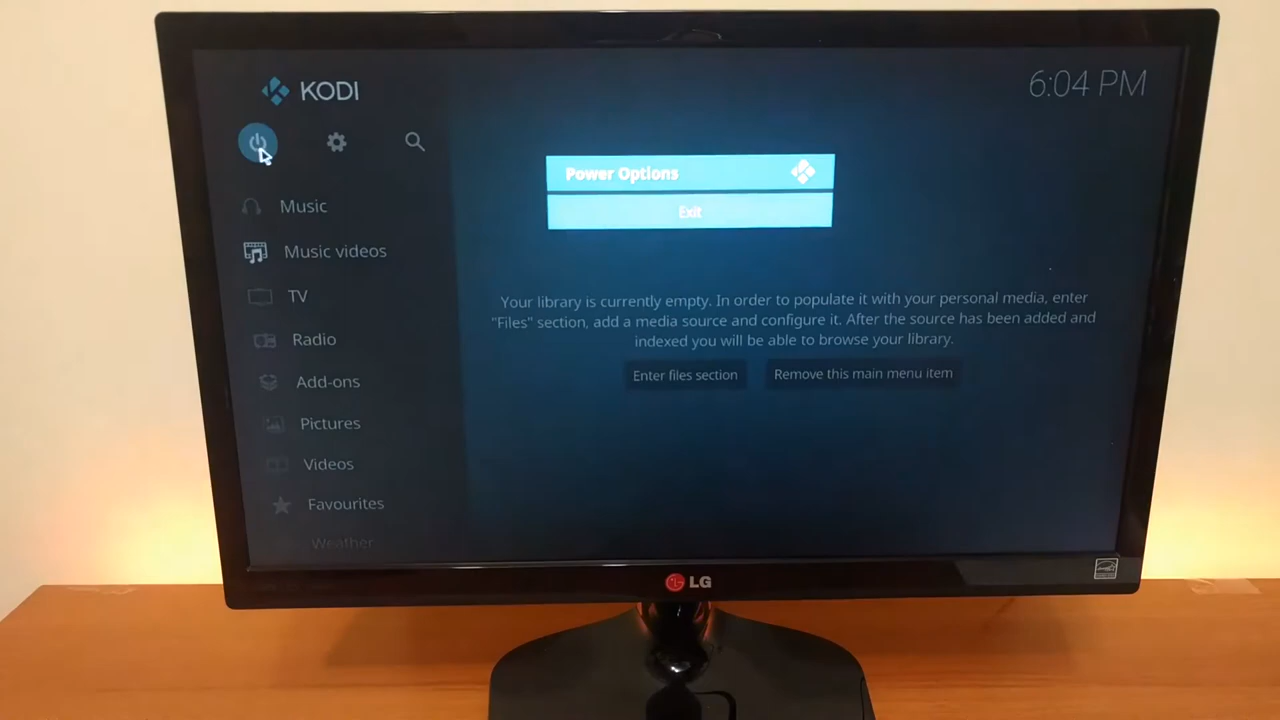 KODI
6:04 PM
Power Options
Exit
Music
Music videos
TV
Radio
Add-ons
Pictures
Videos
Favourites
Weather
Your library is currently empty. In order to populate it with your personal media, enter
"Files" section, add a media source and configure it. After the source has been added and
indexed you will be able to browse your library.
Enter files section
Remove this main menu item
LG